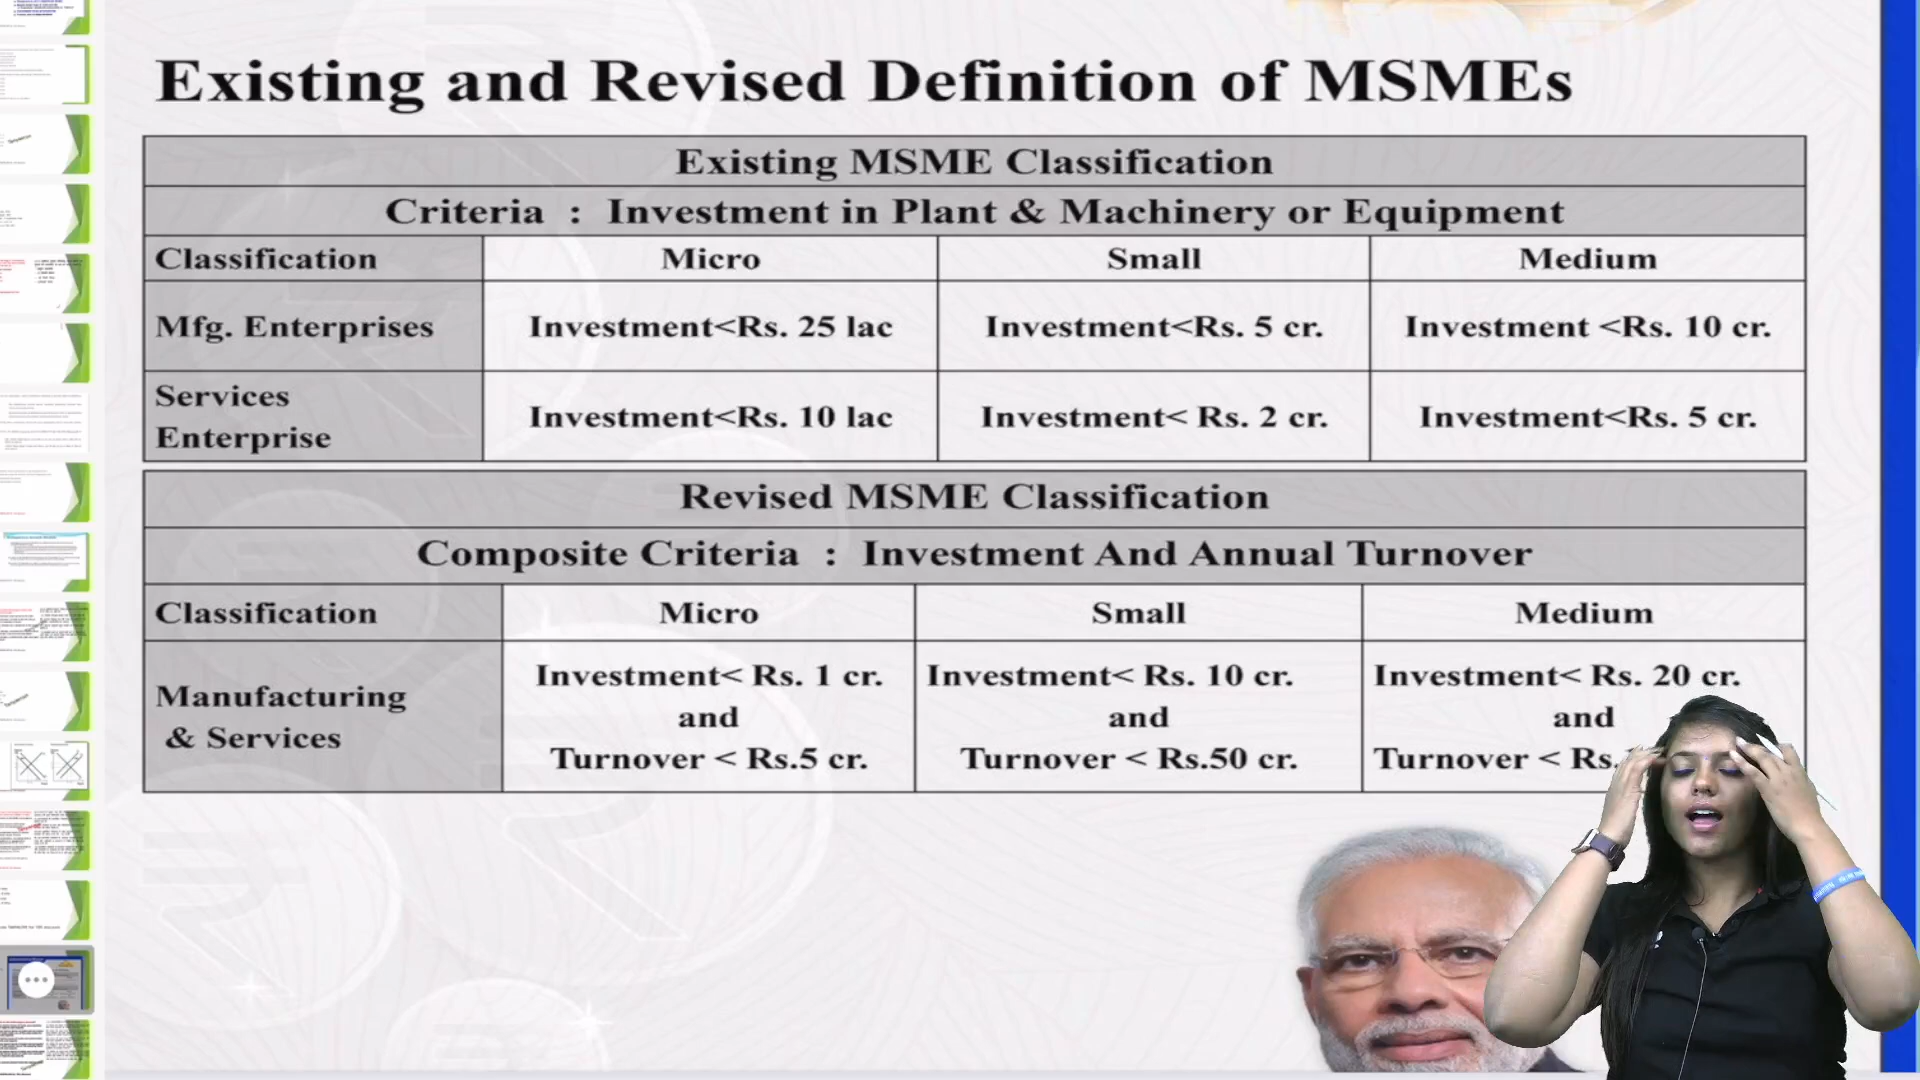 Existing and Revised Definition of MSMEs
Existing MSME Classification
Criteria : Investment in Plant & Machinery or Equipment
Classification Micro Small Medium
Mfg. Enterprises Investment<Rs. 25 lac Investment<Rs. 5 cr. Investment <Rs. 10 cr.
Services
Enterprise Investment<Rs. 10 lac Investment< Rs. 2 cr. Investment<Rs. 5 cr.
Revised MSME Classification
Composite Criteria : Investment And Annual Turnover
Classification Micro Small Medium
Manufacturing
& Services
Investment< Rs. 1 cr.
and
Turnover < Rs.5 cr.
Investment< Rs. 10 cr.
and
Turnover < Rs.50 cr.
Investment< Rs. 20 cr.
and
Turnover < Rs.